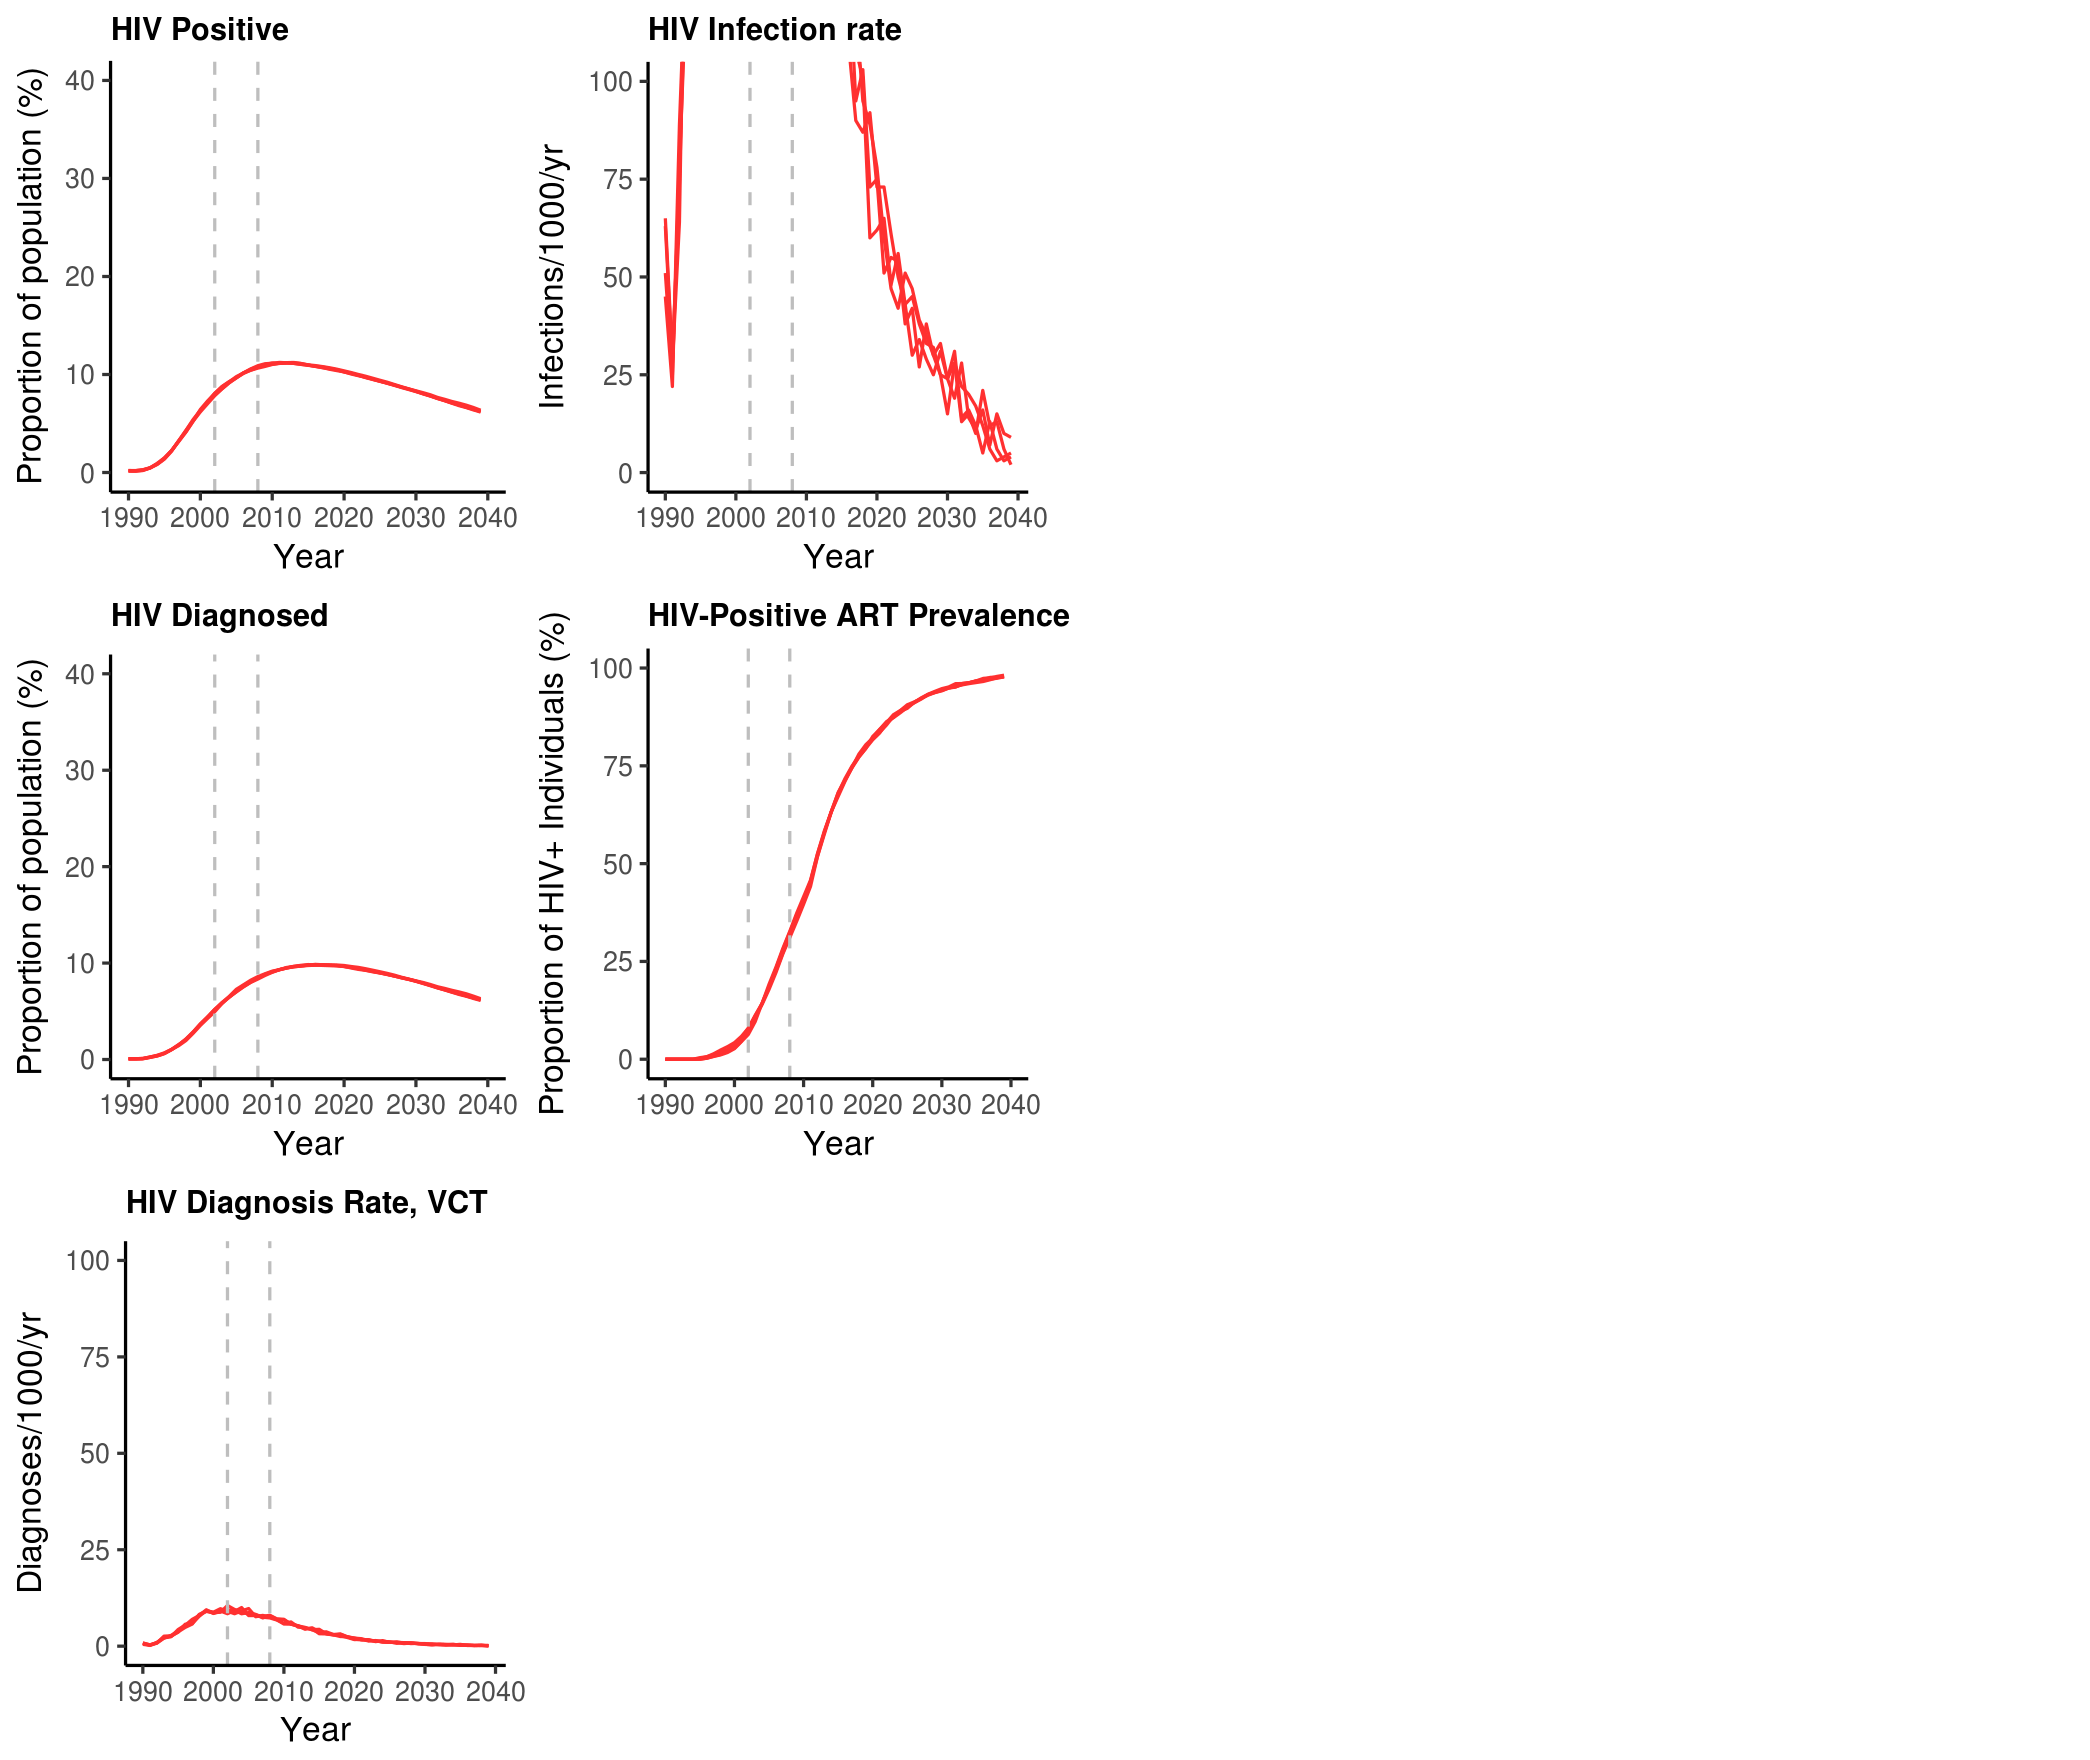 HIV Positive
Proportion of population (%)
40
30
20
10
0
1990 2000 2010 2020 2030 2040
Year
HIV Infection rate
Infections/1000/yr
100
75
50
25
0
1990 2000 2010 2020 2030 2040
Year
HIV Diagnosed
Proportion of population (%)
40
30
20
10
0
1990 2000 2010 2020 2030 2040
Year
HIV-Positive ART Prevalence
Proportion of HIV+ Individuals (%)
100
75
50
25
0
1990 2000 2010 2020 2030 2040
Year
HIV Diagnosis Rate, VCT
Diagnoses/1000/yr
100
75
50
25
0
1990 2000 2010 2020 2030 2040
Year